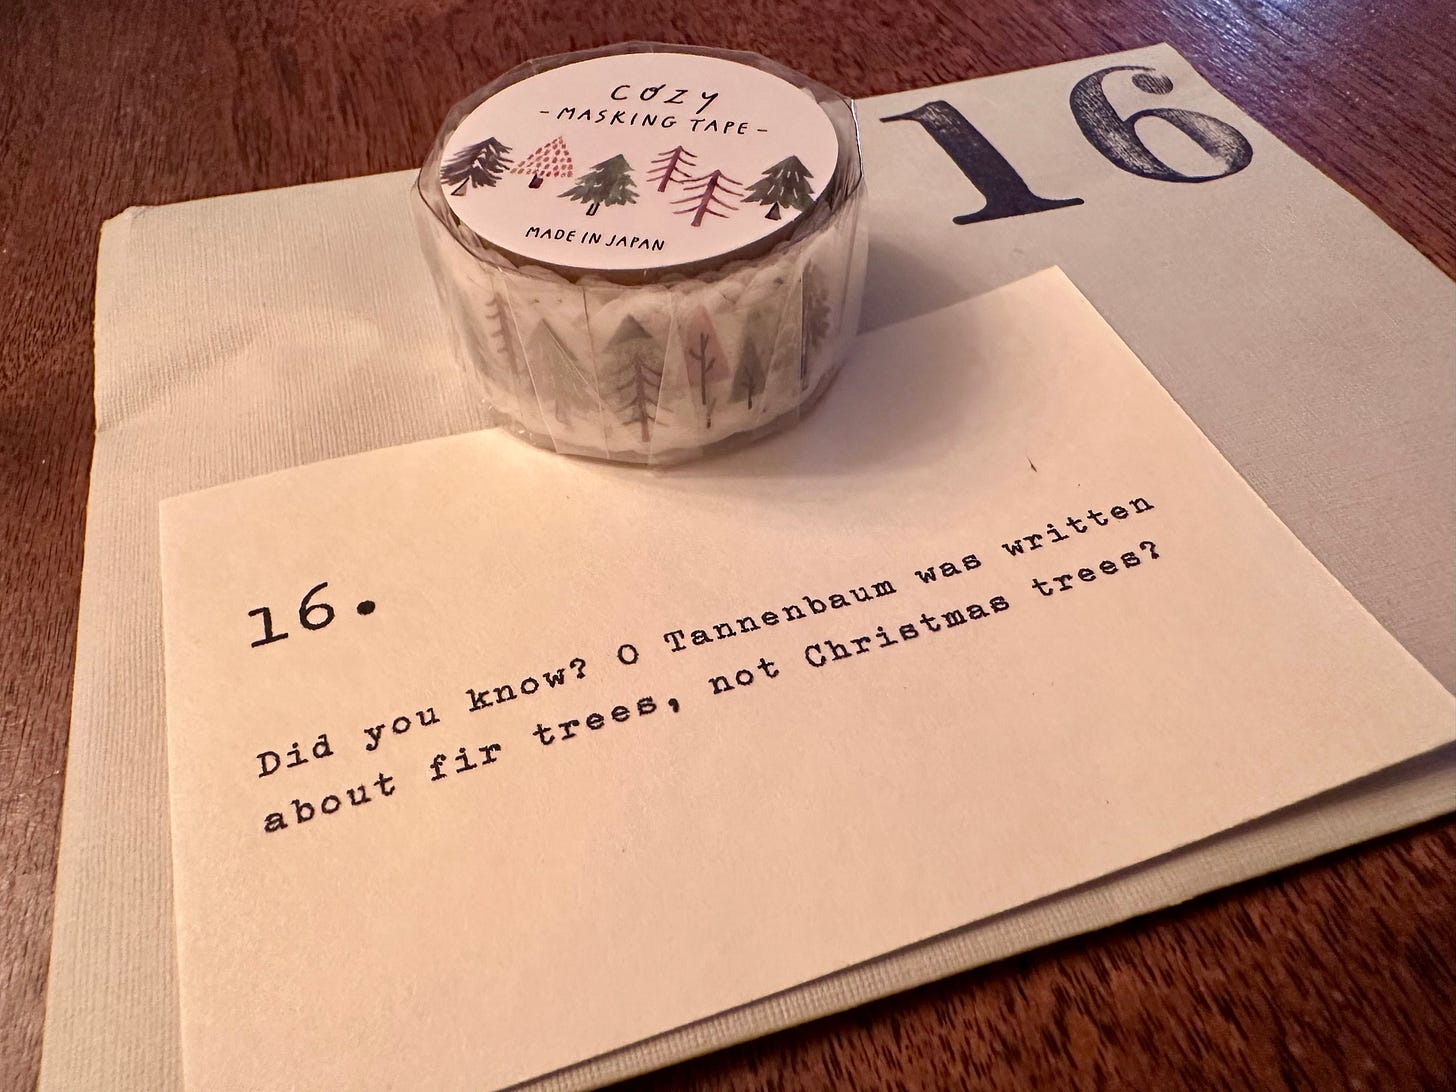 COZY
- MASKING TAPE -
MADE IN JAPAN
16
16.
Did you know? O Tannenbaum was written
about fir trees, not Christmas trees?